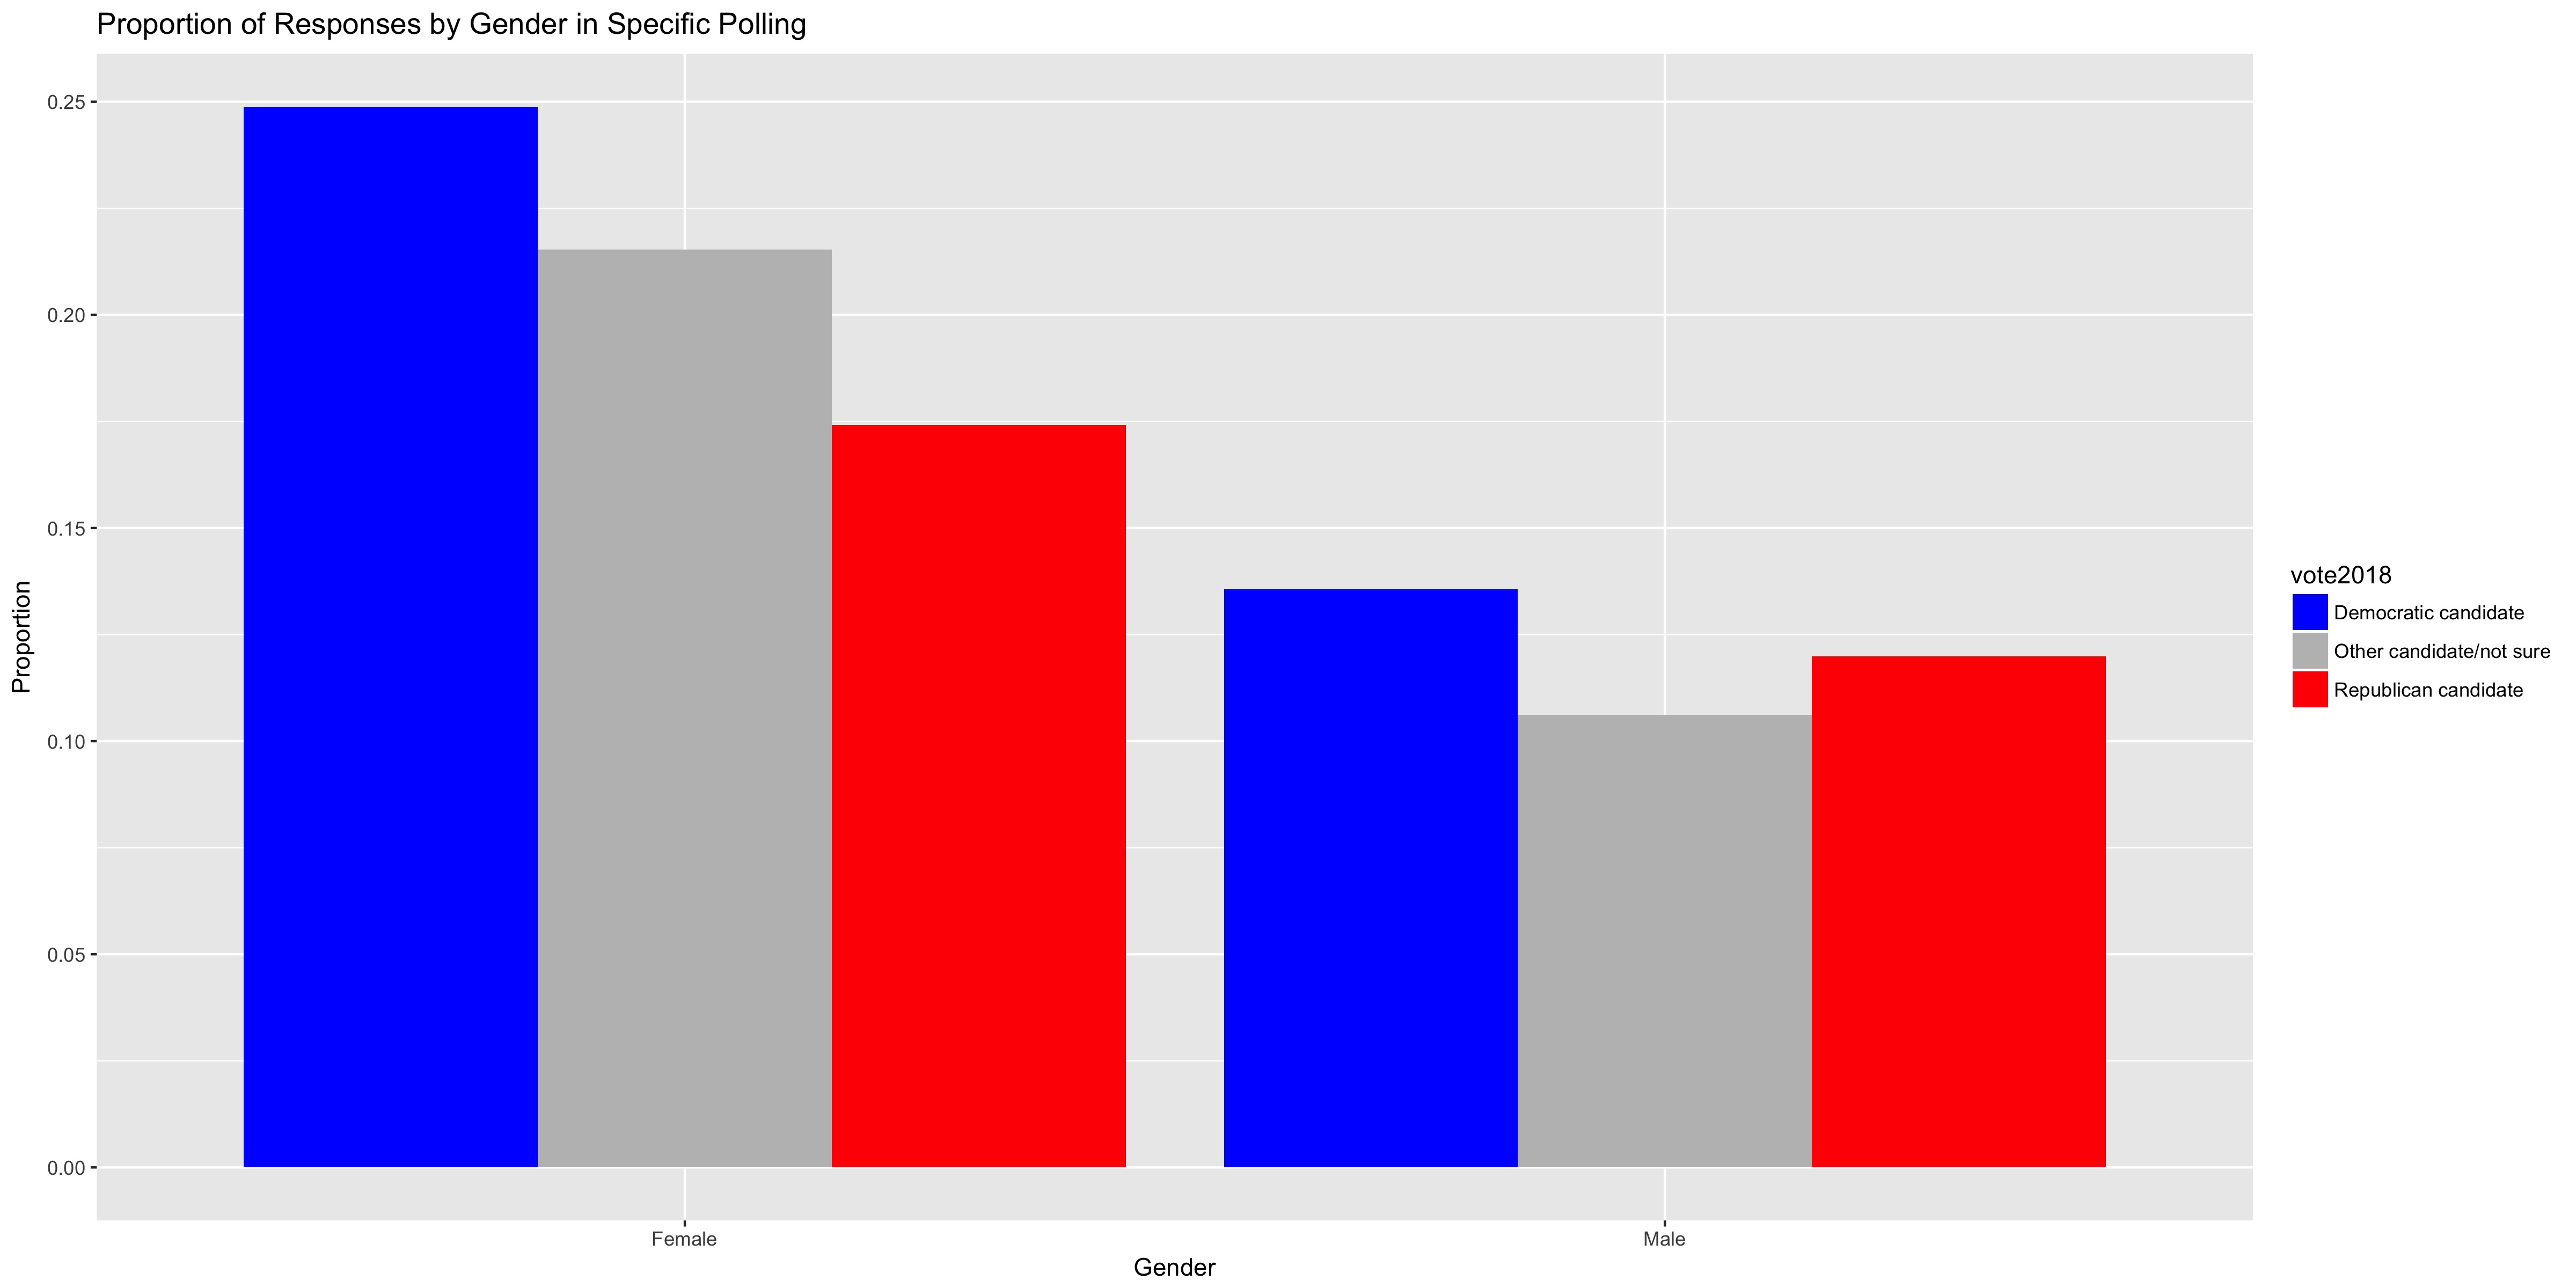 Proportion of Responses by Gender in Specific Polling
0.25
0.20
0.15
0.10
0.05
0.00
Proportion
Female
Male
Gender
vote2018
Democratic candidate
Other candidate/not sure
Republican candidate